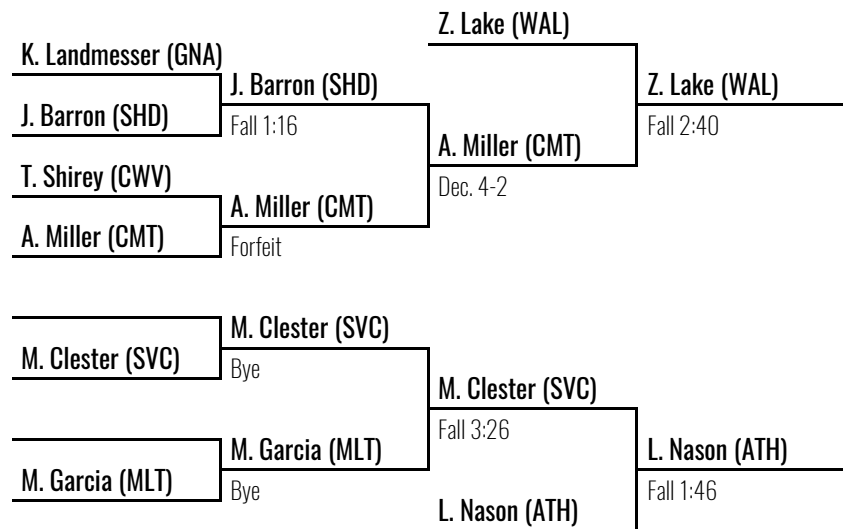 Z. Lake (WAL)
K. Landmesser (GNA)
J. Barron (SHD)
Z. Lake (WAL)
J. Barron (SHD)
Fall 1:16
Fall 2:40
A. Miller (CMT)
T. Shirey (CWV)
Dec. 4-2
A. Miller (CMT)
A. Miller (CMT)
Forfeit
M. Clester (SVC)
M. Clester (SVC)
Bye
M. Clester (SVC)
Fall 3:26
M. Garcia (MLT)
L. Nason (ATH)
M. Garcia (MLT)
Bye
Fall 1:46
L. Nason (ATH)